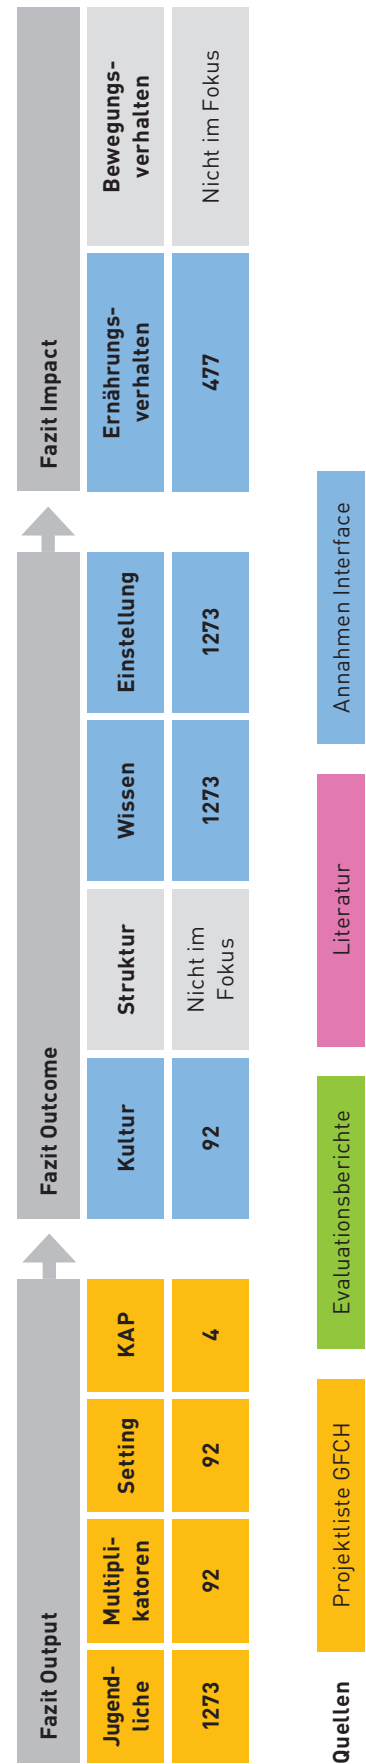 Fazit Output
Fazit Outcome
Fazit Impact
Jugend-
liche
Multipli-
katoren
Setting
KAP
Kultur
Struktur
Wissen
Einstellung
Ernährungs-
verhalten
Bewegungs-
verhalten
1273
92
92
4
92
Nicht im
Fokus
1273
1273
477
Nicht im Fokus
Quellen
Projektliste GFCH
Evaluationsberichte
Literatur
Annahmen Interface